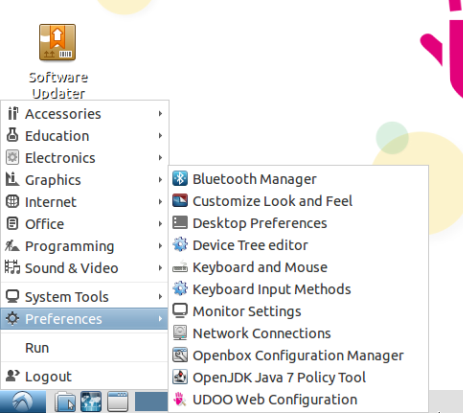 Software
Updater
Accessories
Education
Electronics
Graphics
Internet
Office
Programming
Sound & Video
System Tools
Preferences
Run
Logout
Bluetooth Manager
Customize Look and Feel
Desktop Preferences
Device Tree editor
Keyboard and Mouse
Keyboard Input Methods
Monitor Settings
Network Connections
Openbox Configuration Manager
OpenJDK Java 7 Policy Tool
UDOO Web Configuration